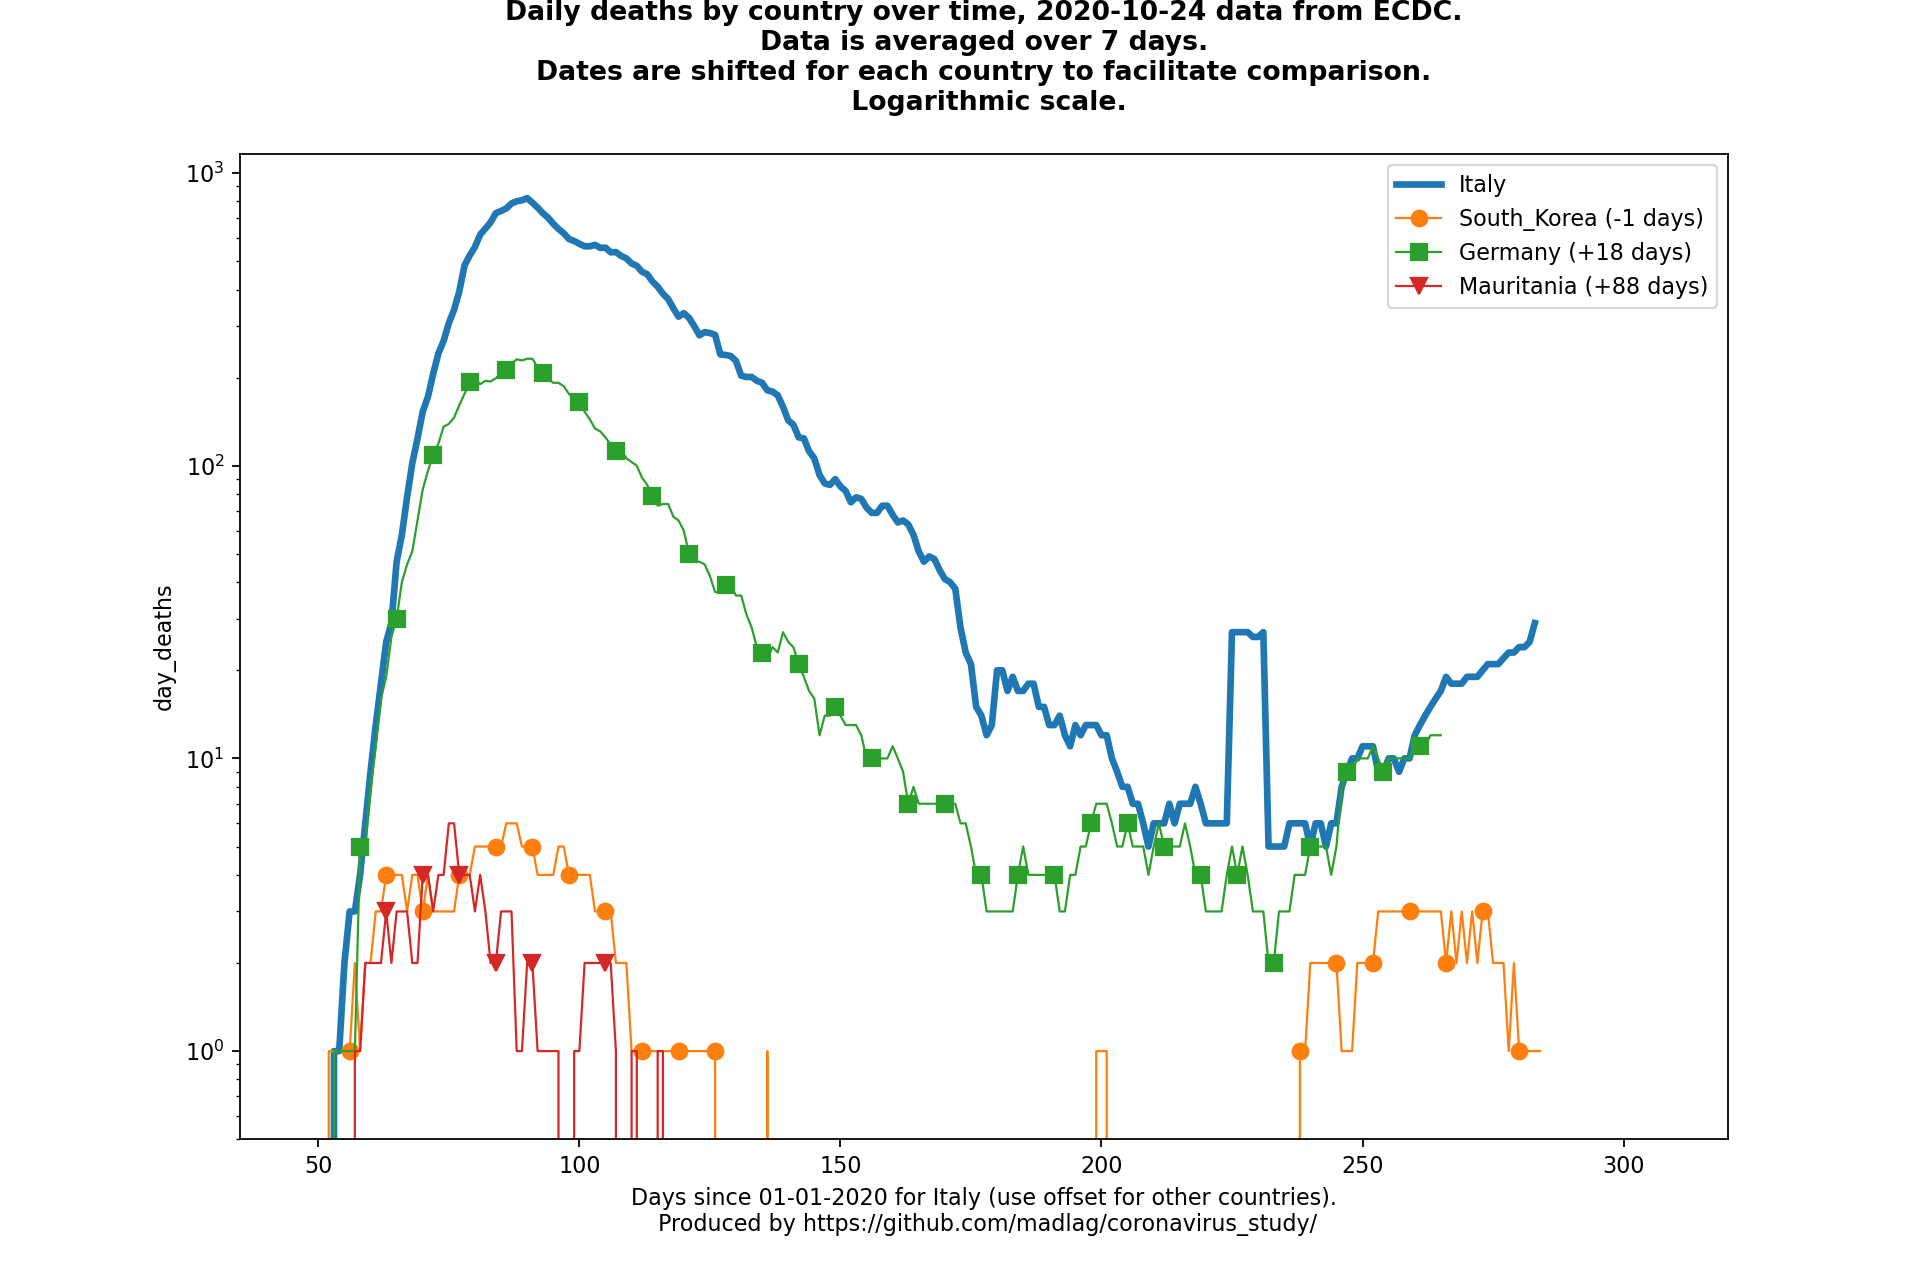 Daily deaths by country over time, 2020-10-24 data from ECDC.
Data is averaged over 7 days.
Dates are shifted for each country to facilitate comparison.
Logarithmic scale.
10³
10²
10¹
10⁰
day_deaths
Italy
South_Korea (-1 days)
Germany (+18 days)
Mauritania (+88 days)
50 100 150 200 250 300
Days since 01-01-2020 for Italy (use offset for other countries).
Produced by https://github.com/madlag/coronavirus_study/